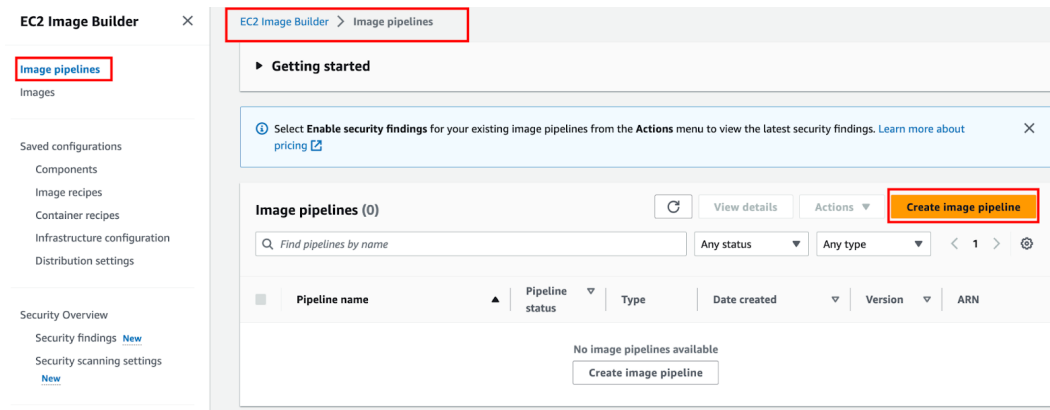 EC2 Image Builder
Image pipelines
Images
Saved configurations
Components
Image recipes
Container recipes
Infrastructure configuration
Distribution settings
Security Overview
Security findings New
Security scanning settings
New
EC2 Image Builder > Image pipelines
Getting started
Select Enable security findings for your existing image pipelines from the Actions menu to view the latest security findings. Learn more about
pricing
Image pipelines (0)
View details
Actions
Create image pipeline
Find pipelines by name
Any status
Any type
1
Pipeline name
Pipeline
status
Type
Date created
Version
ARN
No image pipelines available
Create image pipeline